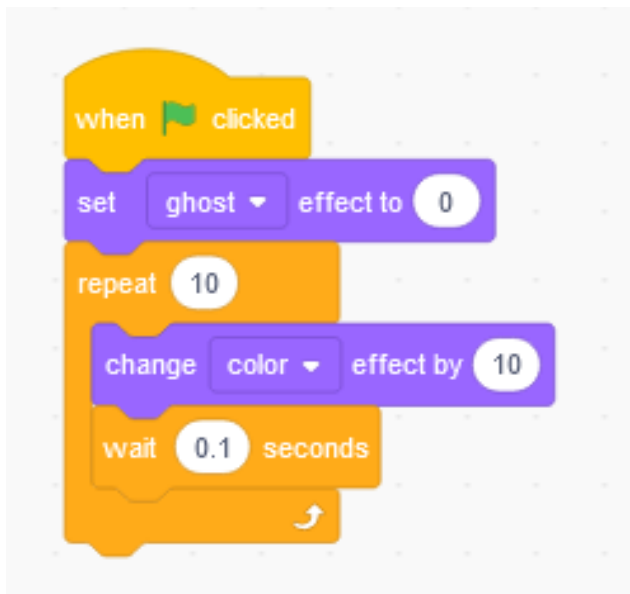 when clicked
set ghost effect to 0
repeat 10
change color effect by 10
wait 0.1 seconds